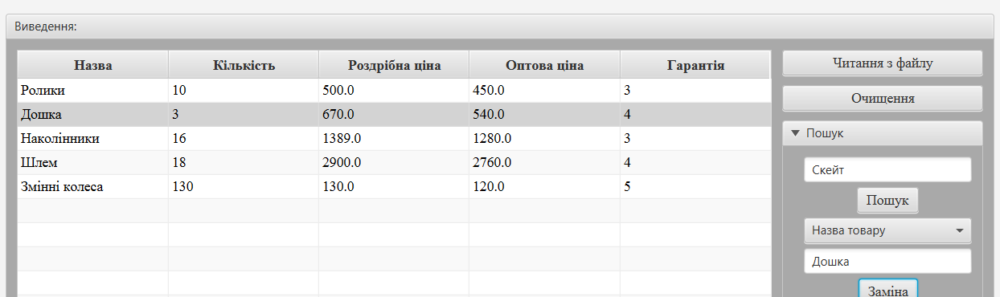 Виведення:
Назва Кількість Роздрібна ціна Оптова ціна Гарантія
Ролики 10 500.0 450.0 3
Дошка 3 670.0 540.0 4
Наколінники 16 1389.0 1280.0 3
Шлем 18 2900.0 2760.0 4
Змінні колеса 130 130.0 120.0 5
Читання з файлу
Очищення
Пошук
Скейт
Пошук
Назва товару
Дошка
Заміна